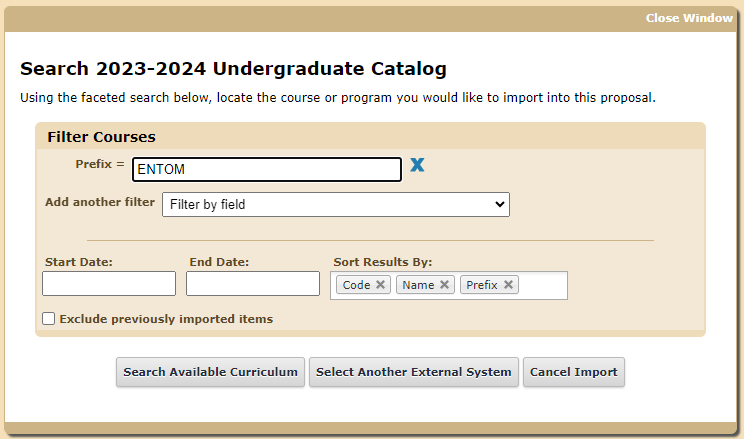 Close Window
Search 2023-2024 Undergraduate Catalog
Using the faceted search below, locate the course or program you would like to import into this proposal.
Filter Courses
Prefix = ENTOM X
Add another filter Filter by field
Start Date: End Date: Sort Results By:
Code Name Prefix
Exclude previously imported items
Search Available Curriculum Select Another External System Cancel Import